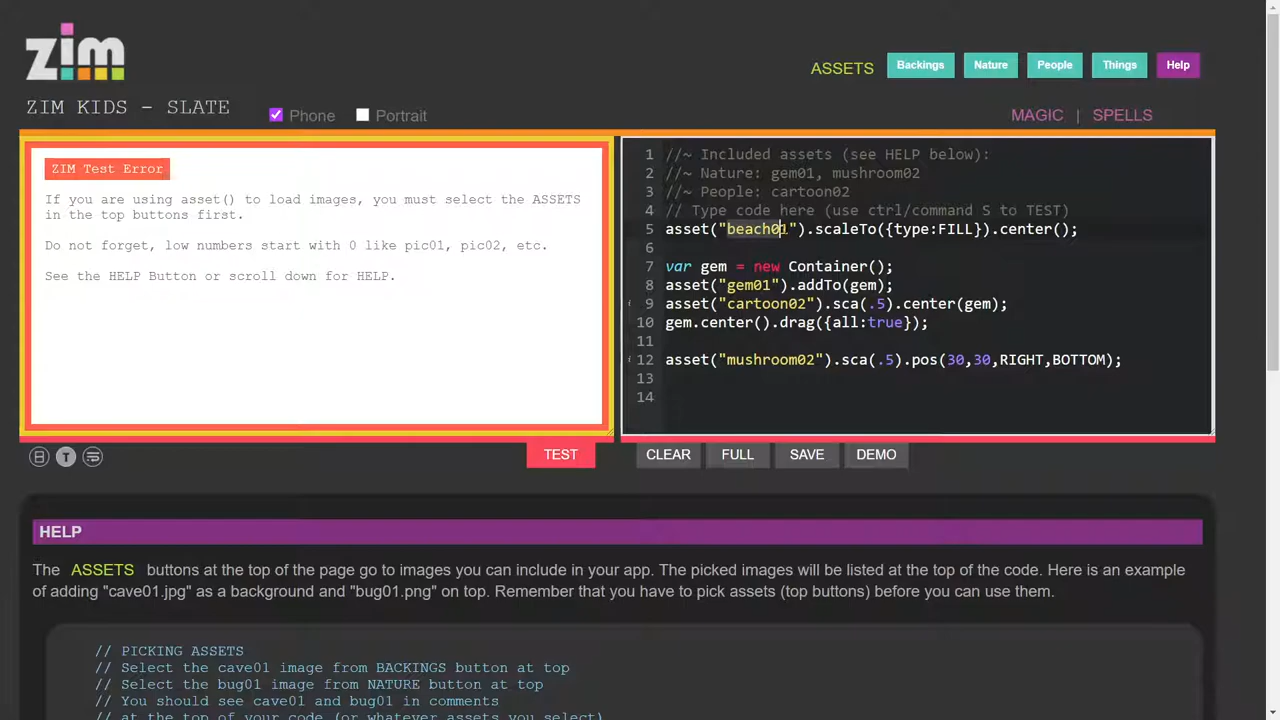 zim
ASSETS
Backings
Nature
People
Things
Help
ZIM KIDS - SLATE
Phone
Portrait
MAGIC | SPELLS
ZIM Test Error
If you are using asset() to load images, you must select the ASSETS
in the top buttons first.
Do not forget, low numbers start with 0 like pic01, pic02, etc.
See the HELP Button or scroll down for HELP.
1 //~ Included assets (see HELP below):
2 //~ Nature: gem01, mushroom02
3 //~ People: cartoon02
4 // Type code here (use ctrl/command S to TEST)
5 asset("beach01").scaleTo({type:FILL}).center();
6
7 var gem = new Container();
8 asset("gem01").addTo(gem);
9 asset("cartoon02").sca(.5).center(gem);
10 gem.center().drag({all:true});
11
12 asset("mushroom02").sca(.5).pos(30,30,RIGHT,BOTTOM);
13
14
T
TEST
CLEAR
FULL
SAVE
DEMO
HELP
The ASSETS buttons at the top of the page go to images you can include in your app. The picked images will be listed at the top of the code. Here is an example
of adding "cave01.jpg" as a background and "bug01.png" on top. Remember that you have to pick assets (top buttons) before you can use them.
// PICKING ASSETS
// Select the cave01 image from BACKINGS button at top
// Select the bug01 image from NATURE button at top
// You should see cave01 and bug01 in comments
// at the top of your code (or whatever assets you select)